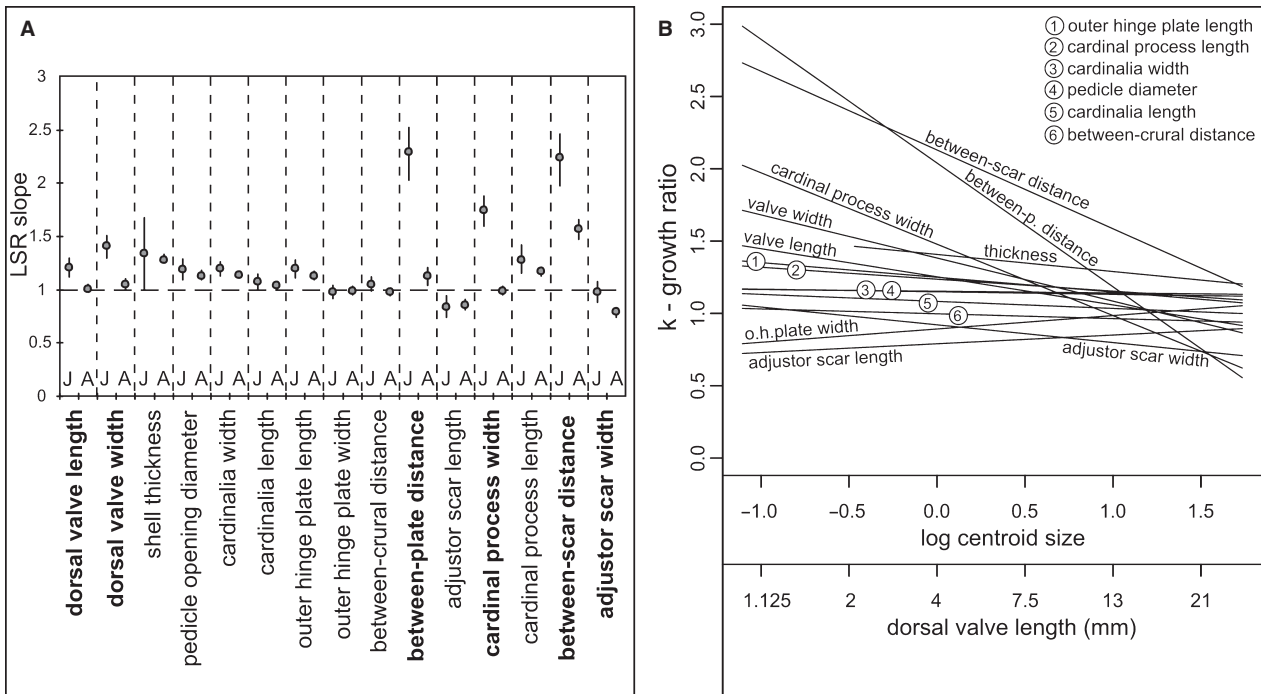 A
LSR slope
3
2.5
2
1.5
1
0.5
0
J A J A J A J A J A J A J A J A J A J A J A J A J A J A J A
dorsal valve length
dorsal valve width
shell thickness
pedicle opening diameter
cardinalia width
cardinalia length
outer hinge plate length
outer hinge plate width
between-crural distance
between-plate distance
adjustor scar length
cardinal process width
cardinal process length
between-scar distance
adjustor scar width
B
k - growth ratio
3.0
2.5
2.0
1.5
1.0
0.5
0.0
1 outer hinge plate length
2 cardinal process length
3 cardinalia width
4 pedicle diameter
5 cardinalia length
6 between-crural distance
between-scar distance
between-p. distance
cardinal process width
valve width
valve length
thickness
1
2
3
4
5
6
o.h.plate width
adjustor scar length
adjustor scar width
−1.0 −0.5 0.0 0.5 1.0 1.5
log centroid size
1.125 2 4 7.5 13 21
dorsal valve length (mm)